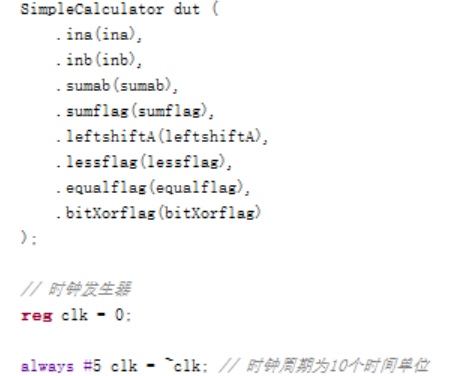 SimpleCalculator dut (
.ina(ina),
.inb(inb),
.sumab(sumab),
.sumflag(sumflag),
.leftshiftA(leftshiftA),
.lessflag(lessflag),
.equalflag(equalflag),
.bitXorflag(bitXorflag)
);
// 时钟发生器
reg clk = 0;
always #5 clk = ~clk; // 时钟周期为10个时间单位